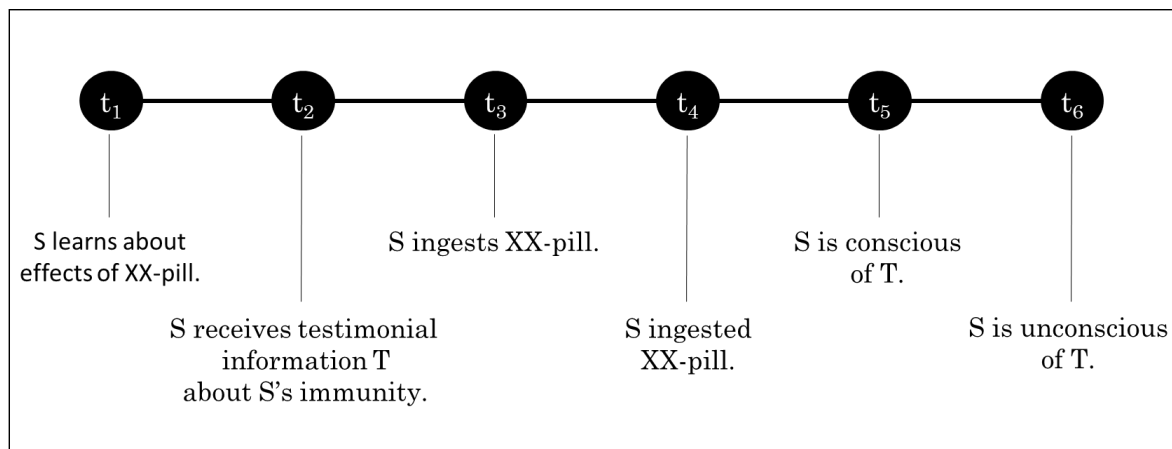 t₁ t₂ t₃ t₄ t₅ t₆
S learns about
effects of XX-pill.
S receives testimonial
information T
about S's immunity.
S ingests XX-pill.
S ingested
XX-pill.
S is conscious
of T.
S is unconscious
of T.